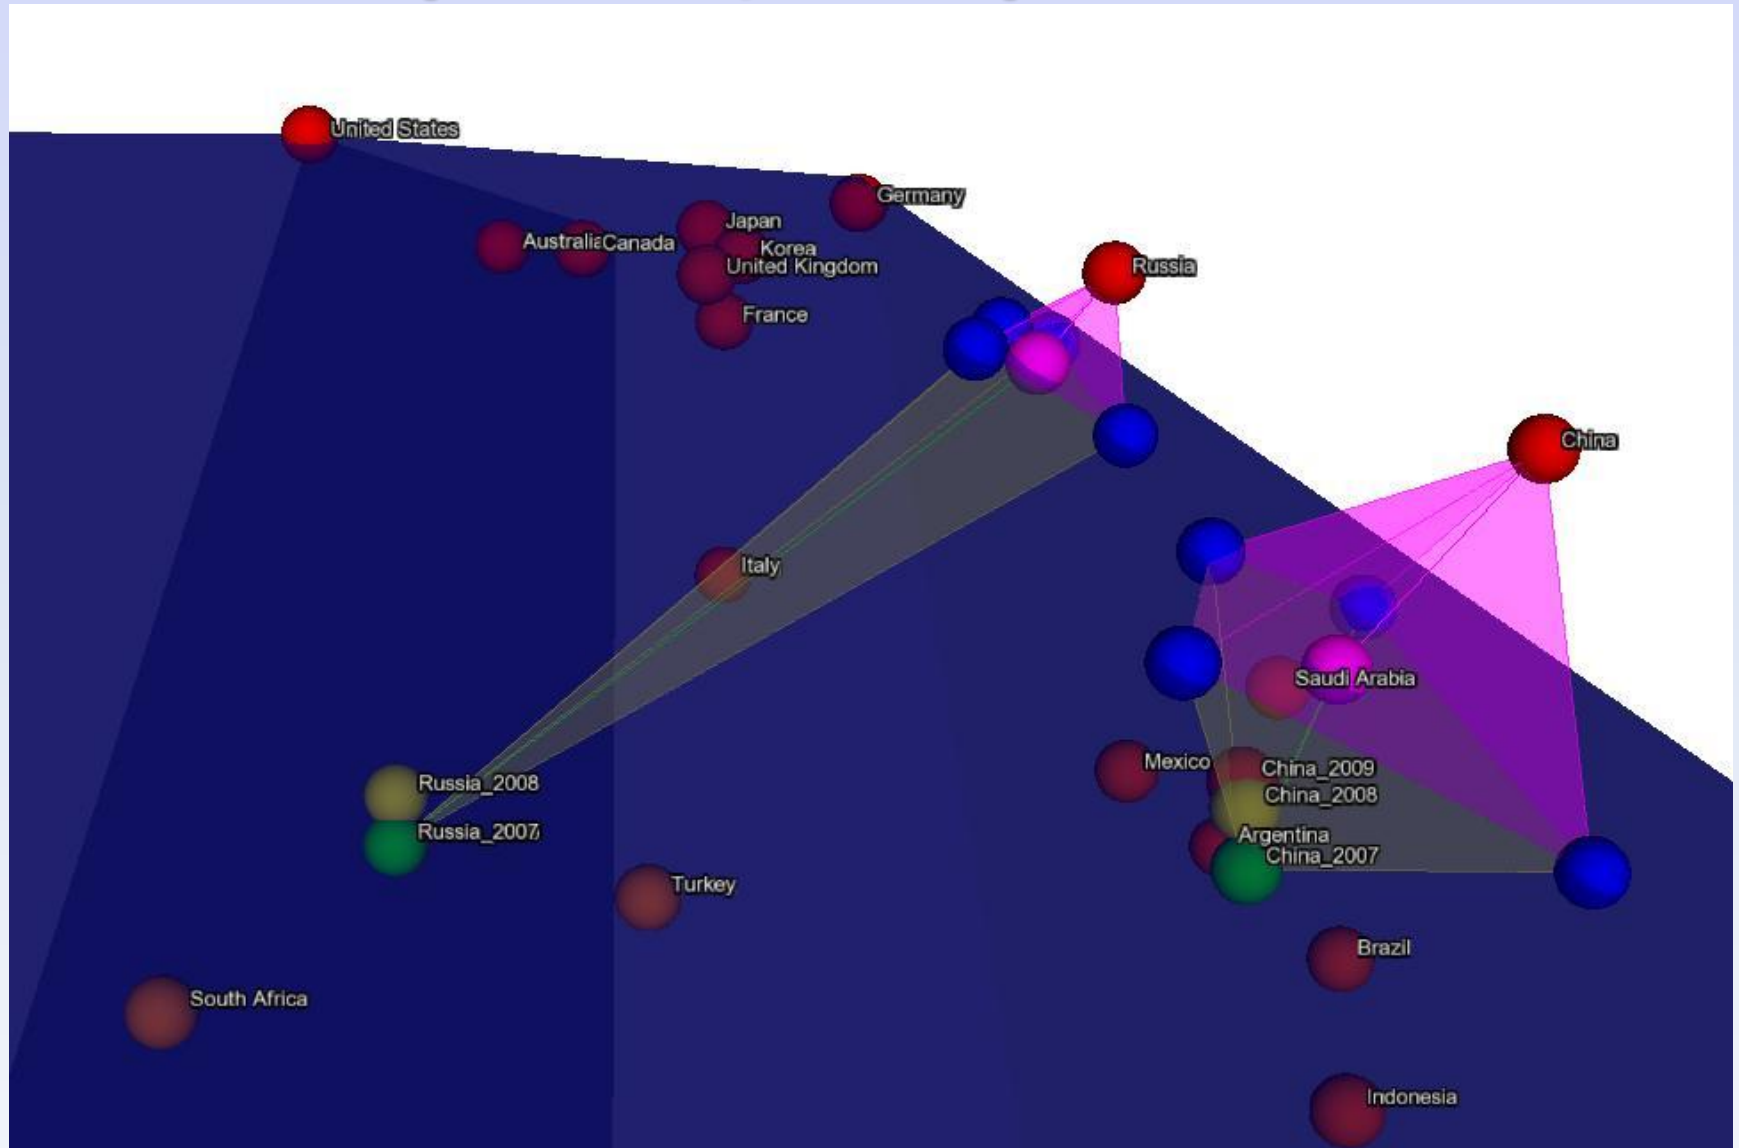 United States
Germany
Japan
Australia
Canada
Korea
United Kingdom
Russia
France
China
Italy
Saudi Arabia
Mexico
China_2009
Russia_2008
China_2008
Russia_2007
Argentina
China_2007
Turkey
Brazil
South Africa
Indonesia